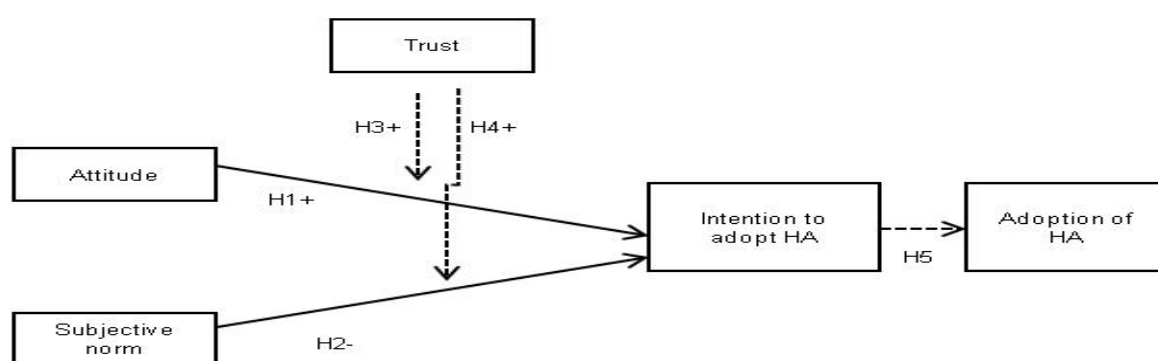 Trust
H3+
H4+
Attitude
H1+
Intention to
adopt HA
Adoption of
HA
H5
Subjective
norm
H2-